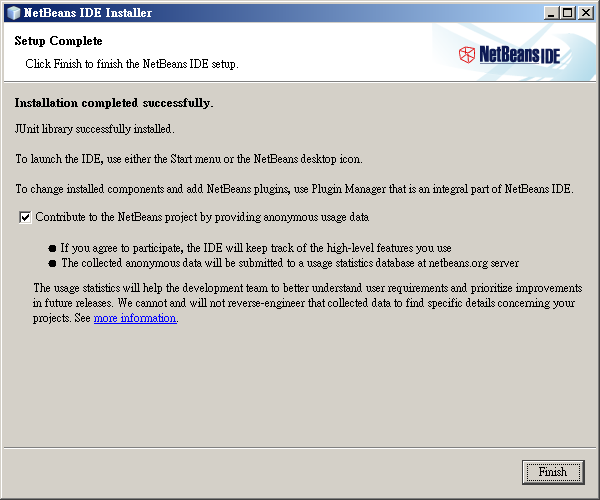 NetBeans IDE Installer
Setup Complete
Click Finish to finish the NetBeans IDE setup.
NetBeans IDE
Installation completed successfully.
JUnit library successfully installed.
To launch the IDE, use either the Start menu or the NetBeans desktop icon.
To change installed components and add NetBeans plugins, use Plugin Manager that is an integral part of NetBeans IDE.
Contribute to the NetBeans project by providing anonymous usage data
● If you agree to participate, the IDE will keep track of the high-level features you use
● The collected anonymous data will be submitted to a usage statistics database at netbeans.org server
The usage statistics will help the development team to better understand user requirements and prioritize improvements
in future releases. We cannot and will not reverse-engineer that collected data to find specific details concerning your
projects. See more information.
Finish